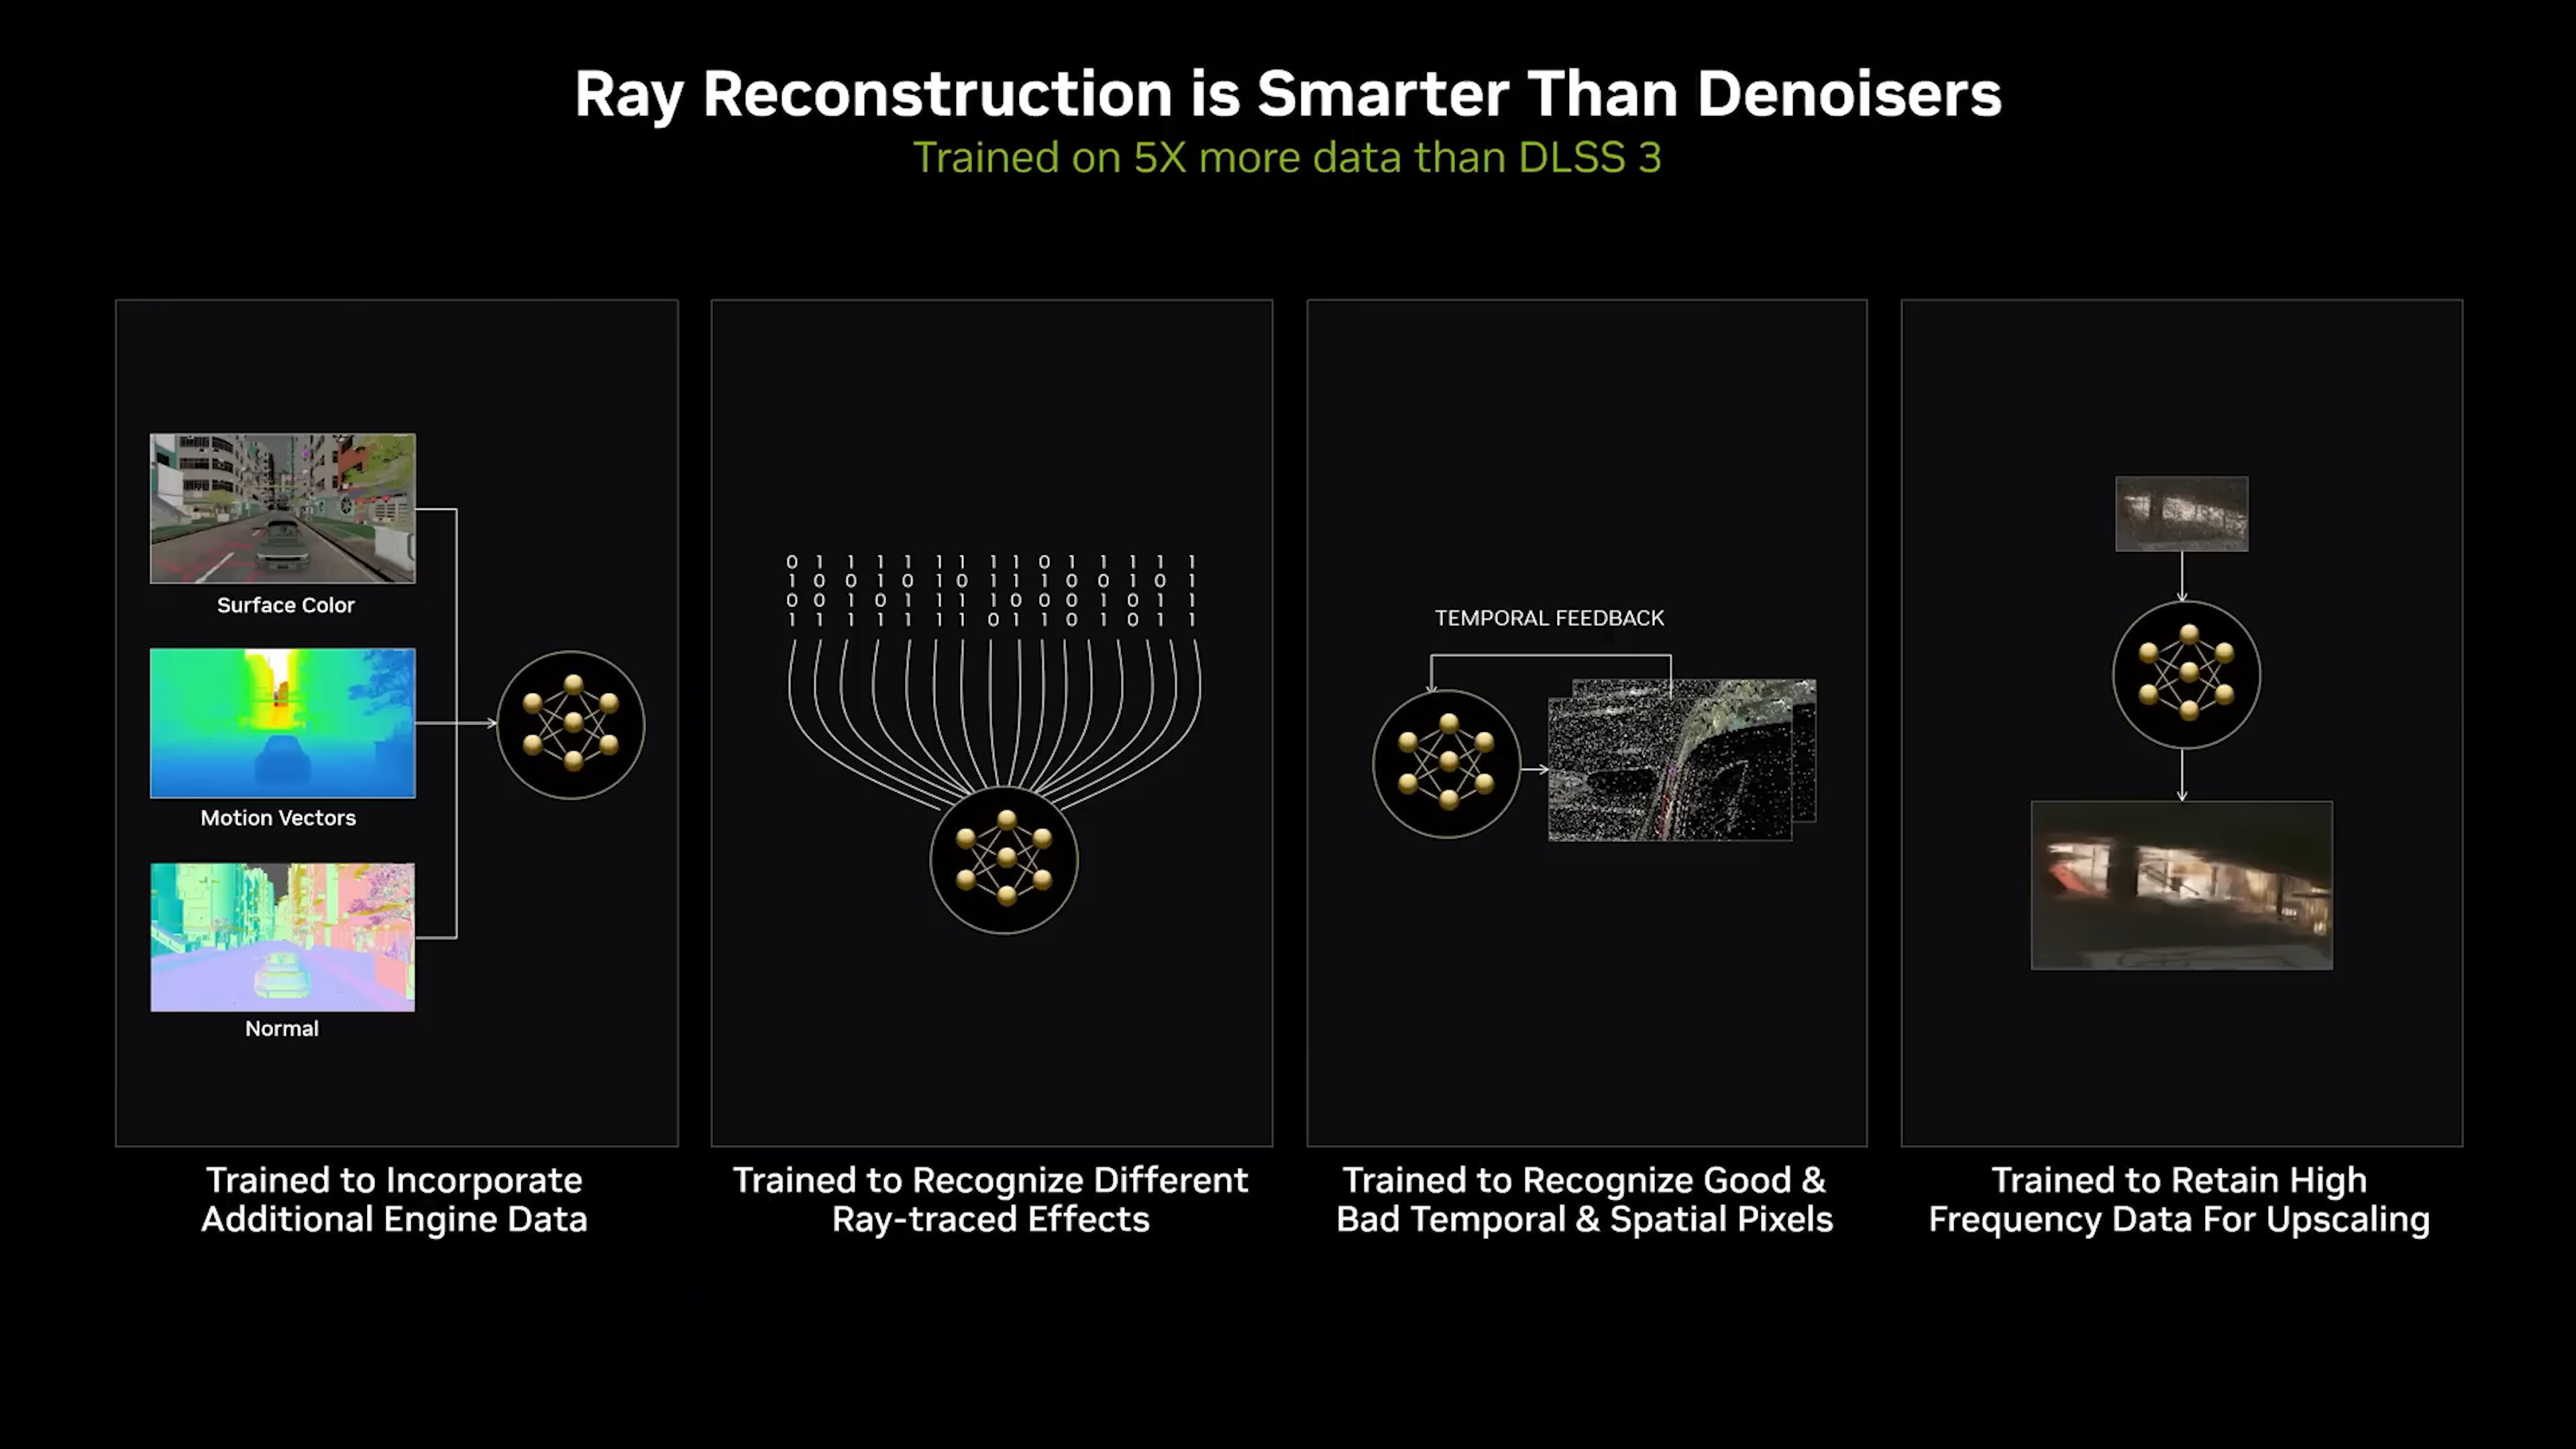 Ray Reconstruction is Smarter Than Denoisers
Trained on 5X more data than DLSS 3
Surface Color
Motion Vectors
Normal
Trained to Incorporate
Additional Engine Data
0 1 1 1 1 1 1 1 1 0 1 1 1 1 1
1 0 0 1 0 1 0 1 1 1 0 0 1 0 1
0 0 1 0 1 1 1 1 0 0 0 1 0 1 1
1 1 1 1 1 1 1 0 1 1 0 1 0 1 1
Trained to Recognize Different
Ray-traced Effects
TEMPORAL FEEDBACK
Trained to Recognize Good &
Bad Temporal & Spatial Pixels
Trained to Retain High
Frequency Data For Upscaling